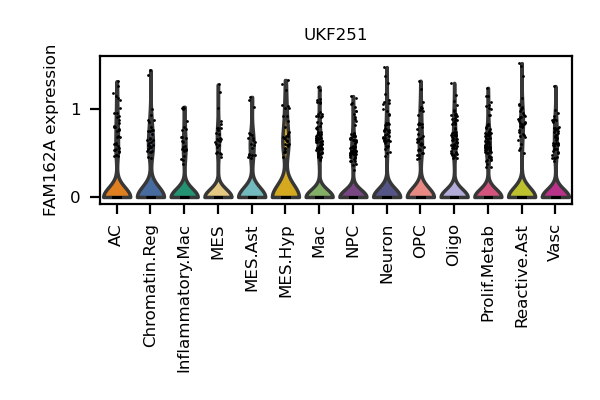 UKF251
FAM162A expression
1
0
AC
Chromatin.Reg
Inflammatory.Mac
MES
MES.Ast
MES.Hyp
Mac
NPC
Neuron
OPC
Oligo
Prolif.Metab
Reactive.Ast
Vasc